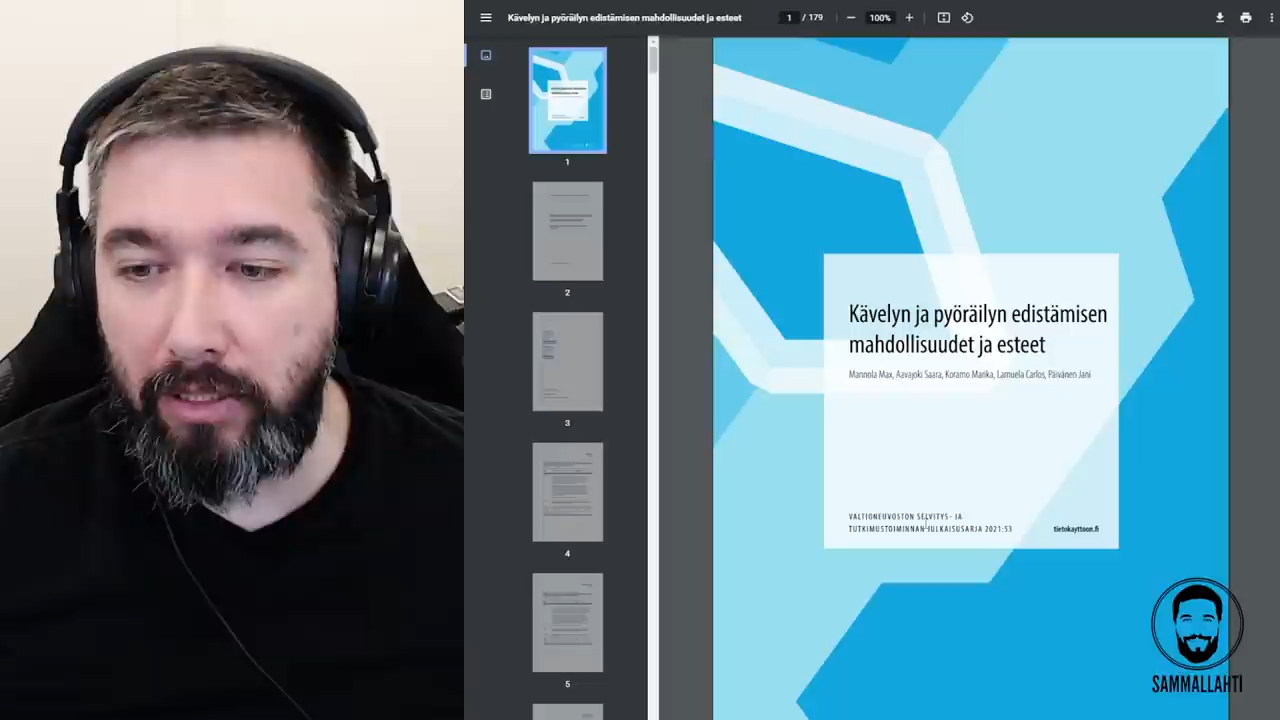 Kävelyn ja pyöräilyn edistämisen mahdollisuudet ja esteet
1 / 179
100%
1
2
3
4
5
Kävelyn ja pyöräilyn edistämisen
mahdollisuudet ja esteet
Mannola Max, Aavajoki Saara, Koramo Marika, Lamuela Carlos, Päivänen Jani
VALTIONEUVOSTON SELVITYS- JA
TUTKIMUSTOIMINNAN JULKAISUSARJA 2021:53
tietokayttoon.fi
SAMMALLAHTI